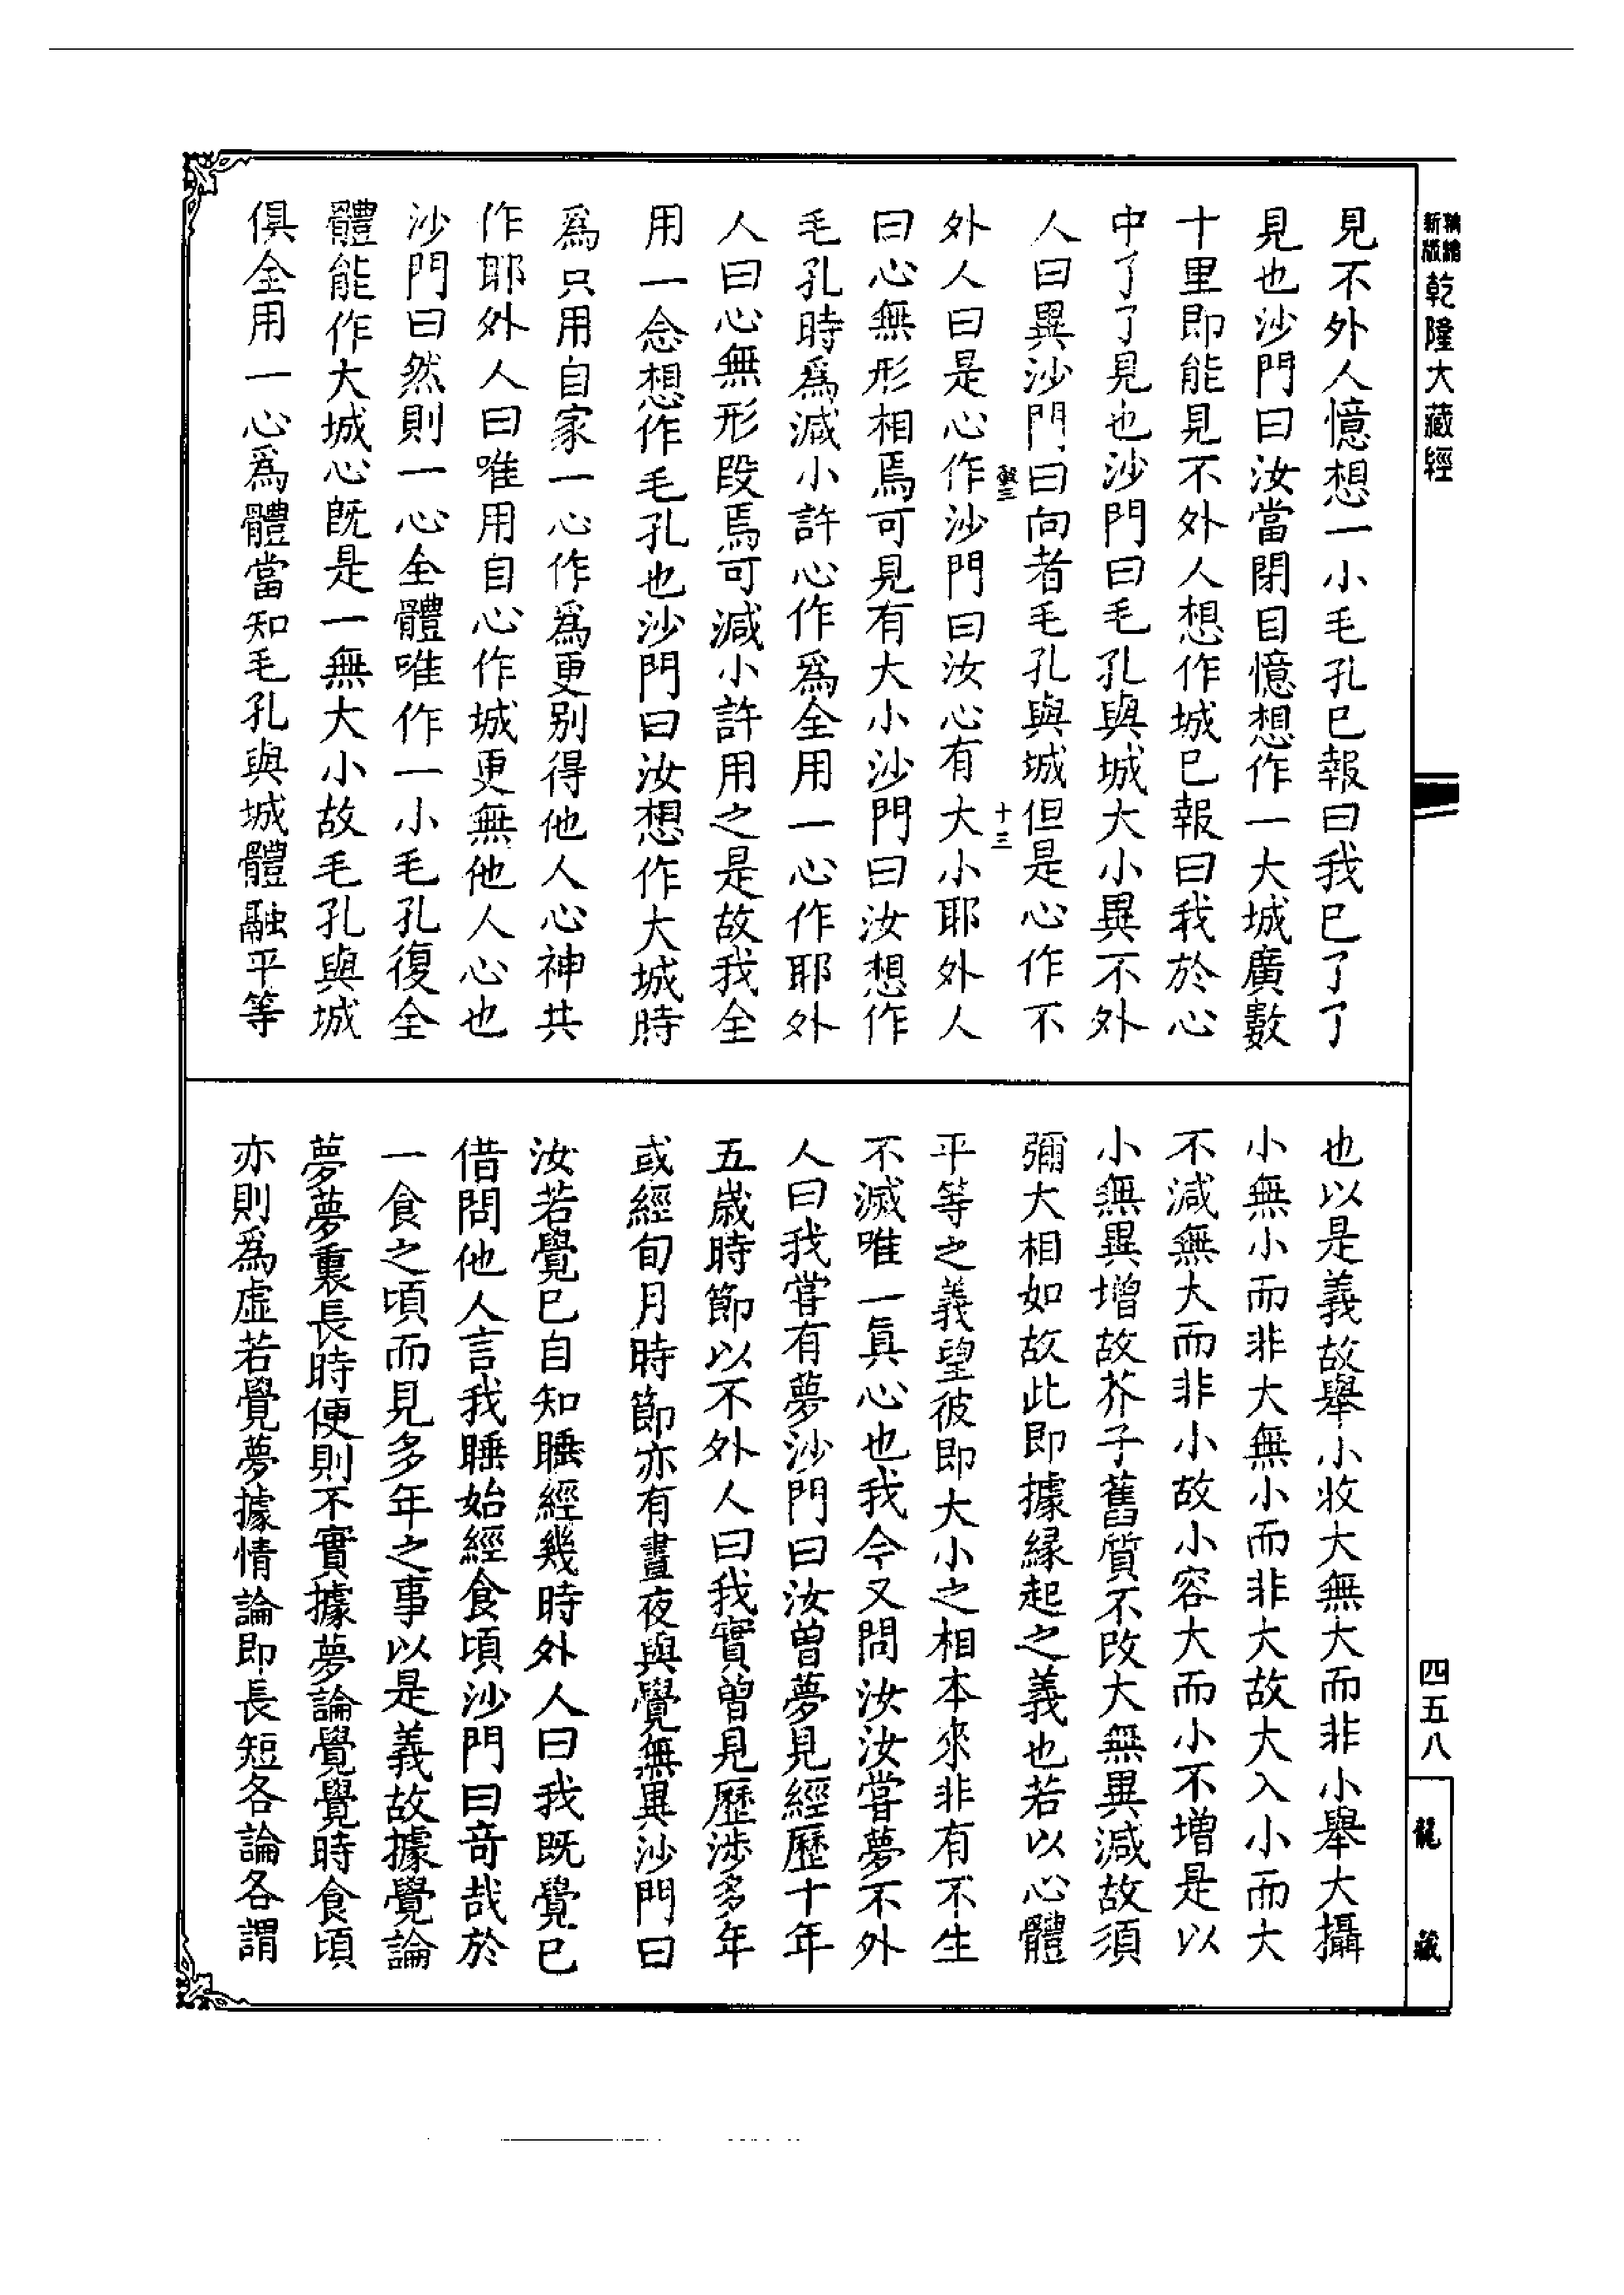 新版
精縮
乾隆大藏經
見不外人憶想一小毛孔巳報曰我巳了了
見也沙門曰汝當閉目憶想作一大城廣數
十里即能見不外人想作城巳報曰我於心
中了了見也沙門曰毛孔與城大小異不外
人曰異沙門曰向者毛孔與城但是心作不
十三
外人曰是心作沙門曰汝心有大小耶外人
曰心無形相焉可見有大小沙門曰汝想作
毛孔時爲減小許心作爲全用一心作耶外
人曰心無形段焉可減小許用之是故我全
用一念想作毛孔也沙門曰汝想作大城時
爲只用自家一心作爲更別得他人心神共
作耶外人曰唯用自心作城更無他人心也
沙門曰然則一心全體唯作一小毛孔復全
體能作大城心旣是一無大小故毛孔與城
俱全用一心爲體當知毛孔與城體融平等
也以是義故舉小收大無大而非小舉大攝
小無小而非大無小而非大故大入小而大
不減無大而非小故小容大而小不增是以
小無異增故芥子舊質不改大無異減故須
彌大相如故此即據緣起之義也若以心體
平等之義望彼即大小之相本來非有不生
不滅唯一眞心也我今又問汝汝嘗夢不外
人曰我嘗有夢沙門曰汝曾夢見經歷十年
五歲時節以不外人曰我實曾見歷涉多年
或經旬月時節亦有晝夜與覺無異沙門曰
汝若覺巳自知睡經幾時外人曰我既覺巳
借問他人言我睡始經食頃沙門曰奇哉於
一食之頃而見多年之事以是義故據覺論
夢夢裏長時便則不實據夢論覺覺時食頃
亦則爲虛若覺夢據情論即長短各論各謂
四五八
龍藏